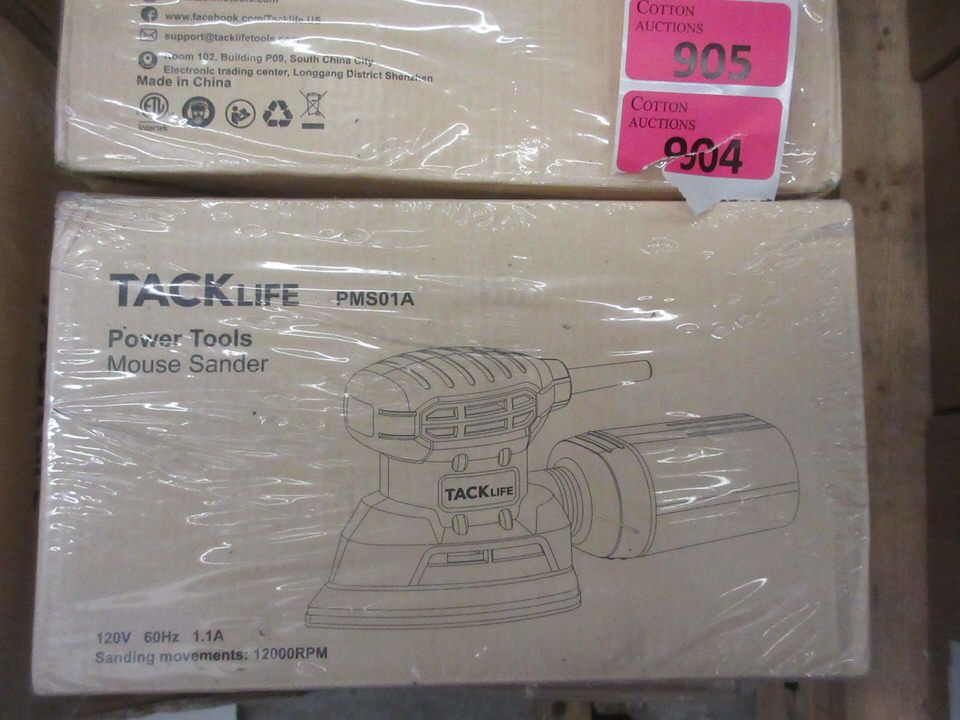 www.facebook.com/Tacklife.US
support@tacklifetools.com
Room 102, Building P09, South China City
Electronic trading center, Longgang District Shenzhen
Made in China
ETL
Intertek
COTTON
AUCTIONS
905
COTTON
AUCTIONS
904
TACKLIFE PMS01A
Power Tools
Mouse Sander
TACKLIFE
120V 60Hz 1.1A
Sanding movements: 12000RPM